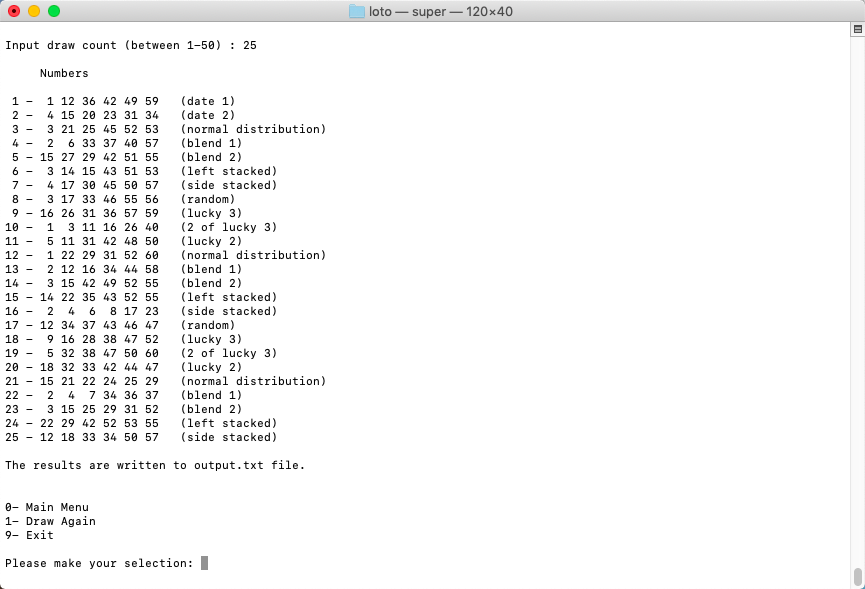 loto — super — 120×40
Input draw count (between 1-50) : 25
Numbers
1 -  1 12 36 42 49 59   (date 1)
2 -  4 15 20 23 31 34   (date 2)
3 -  3 21 25 45 52 53   (normal distribution)
4 -  2  6 33 37 40 57   (blend 1)
5 - 15 27 29 42 51 55   (blend 2)
6 -  3 14 15 43 51 53   (left stacked)
7 -  4 17 30 45 50 57   (side stacked)
8 -  3 17 33 46 55 56   (random)
9 - 16 26 31 36 57 59   (lucky 3)
10 -  1  3 11 16 26 40   (2 of lucky 3)
11 -  5 11 31 42 48 50   (lucky 2)
12 -  1 22 29 31 52 60   (normal distribution)
13 -  2 12 16 34 44 58   (blend 1)
14 -  3 15 42 49 52 55   (blend 2)
15 - 14 22 35 43 52 55   (left stacked)
16 -  2  4  6  8 17 23   (side stacked)
17 - 12 34 37 43 46 47   (random)
18 -  9 16 28 38 47 52   (lucky 3)
19 -  5 32 38 47 50 60   (2 of lucky 3)
20 - 18 32 33 42 44 47   (lucky 2)
21 - 15 21 22 24 25 29   (normal distribution)
22 -  2  4  7 34 36 37   (blend 1)
23 -  3 15 25 29 31 52   (blend 2)
24 - 22 29 42 52 53 55   (left stacked)
25 - 12 18 33 34 50 57   (side stacked)
The results are written to output.txt file.
0- Main Menu
1- Draw Again
9- Exit
Please make your selection: